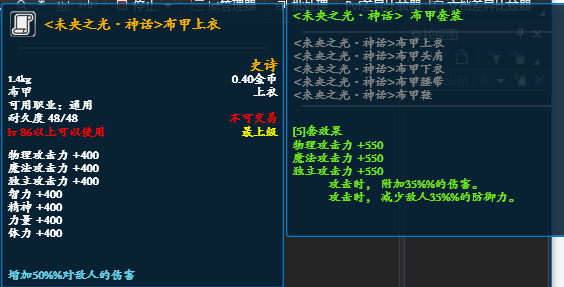 <未央之光·神话>布甲上衣
史诗
1.4kg 0.40金币
布甲 上衣
可用职业：通用
耐久度 48/48 不可交易
lv 86以上可以使用 最上级
物理攻击力 +400
魔法攻击力 +400
独立攻击力 +400
智力 +400
精神 +400
力量 +400
体力 +400
增加50%%对敌人的伤害
<未央之光·神话> 布甲套装
<未央之光·神话>布甲上衣
<未央之光·神话>布甲头肩
<未央之光·神话>布甲下衣
<未央之光·神话>布甲腰带
<未央之光·神话>布甲鞋
[5]套效果
物理攻击力 +550
魔法攻击力 +550
独立攻击力 +550
攻击时， 附加35%%的伤害。
攻击时， 减少敌人35%%的防御力。